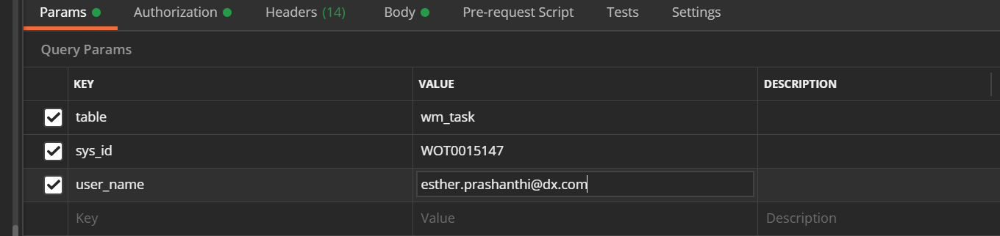 Params Authorization Headers (14) Body Pre-request Script Tests Settings
Query Params
KEY VALUE DESCRIPTION
table wm_task
sys_id WOT0015147
user_name esther.prashanthi@dx.com
Key Value Description